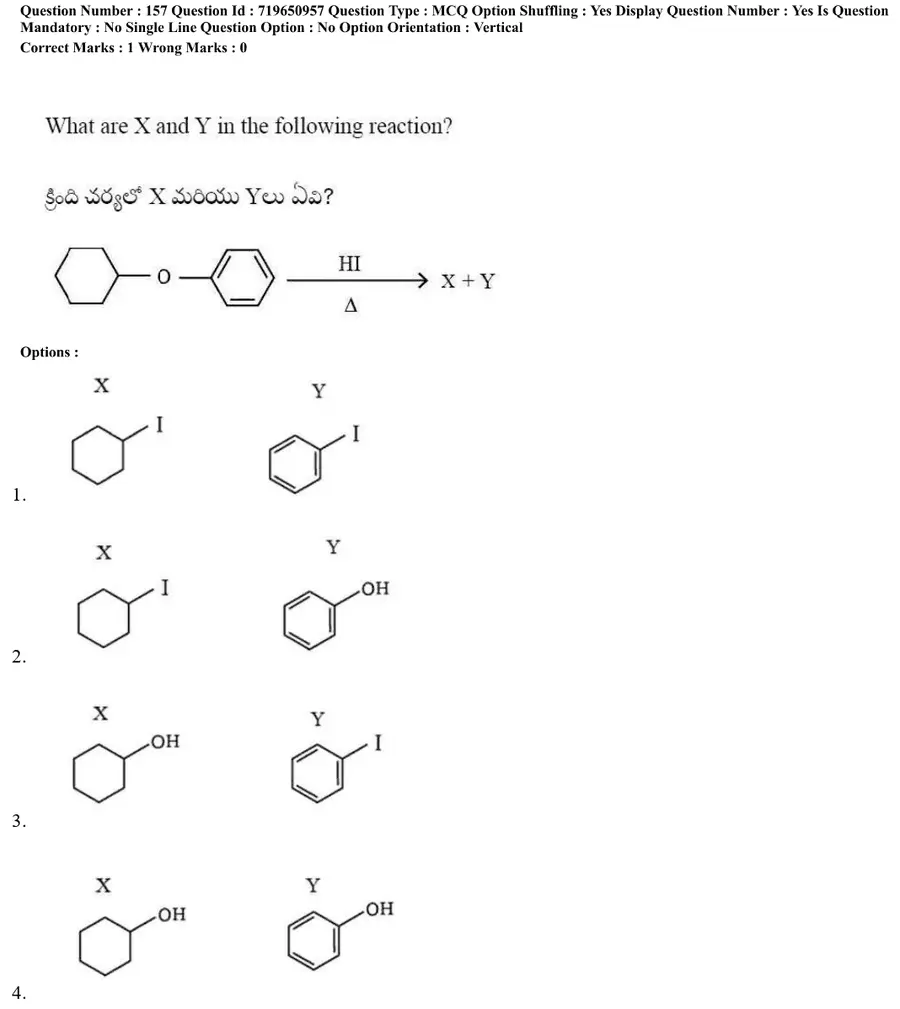 Question Number : 157 Question Id : 719650957 Question Type : MCQ Option Shuffling : Yes Display Question Number : Yes Is Question
Mandatory : No Single Line Question Option : No Option Orientation : Vertical
Correct Marks : 1 Wrong Marks : 0
What are X and Y in the following reaction?
క్రింది చర్యలో X మరియు Yలు ఏవి?
O HI Δ X + Y
Options :
X Y
I I
1.
X Y
I OH
2.
X Y
OH I
3.
X Y
OH OH
4.